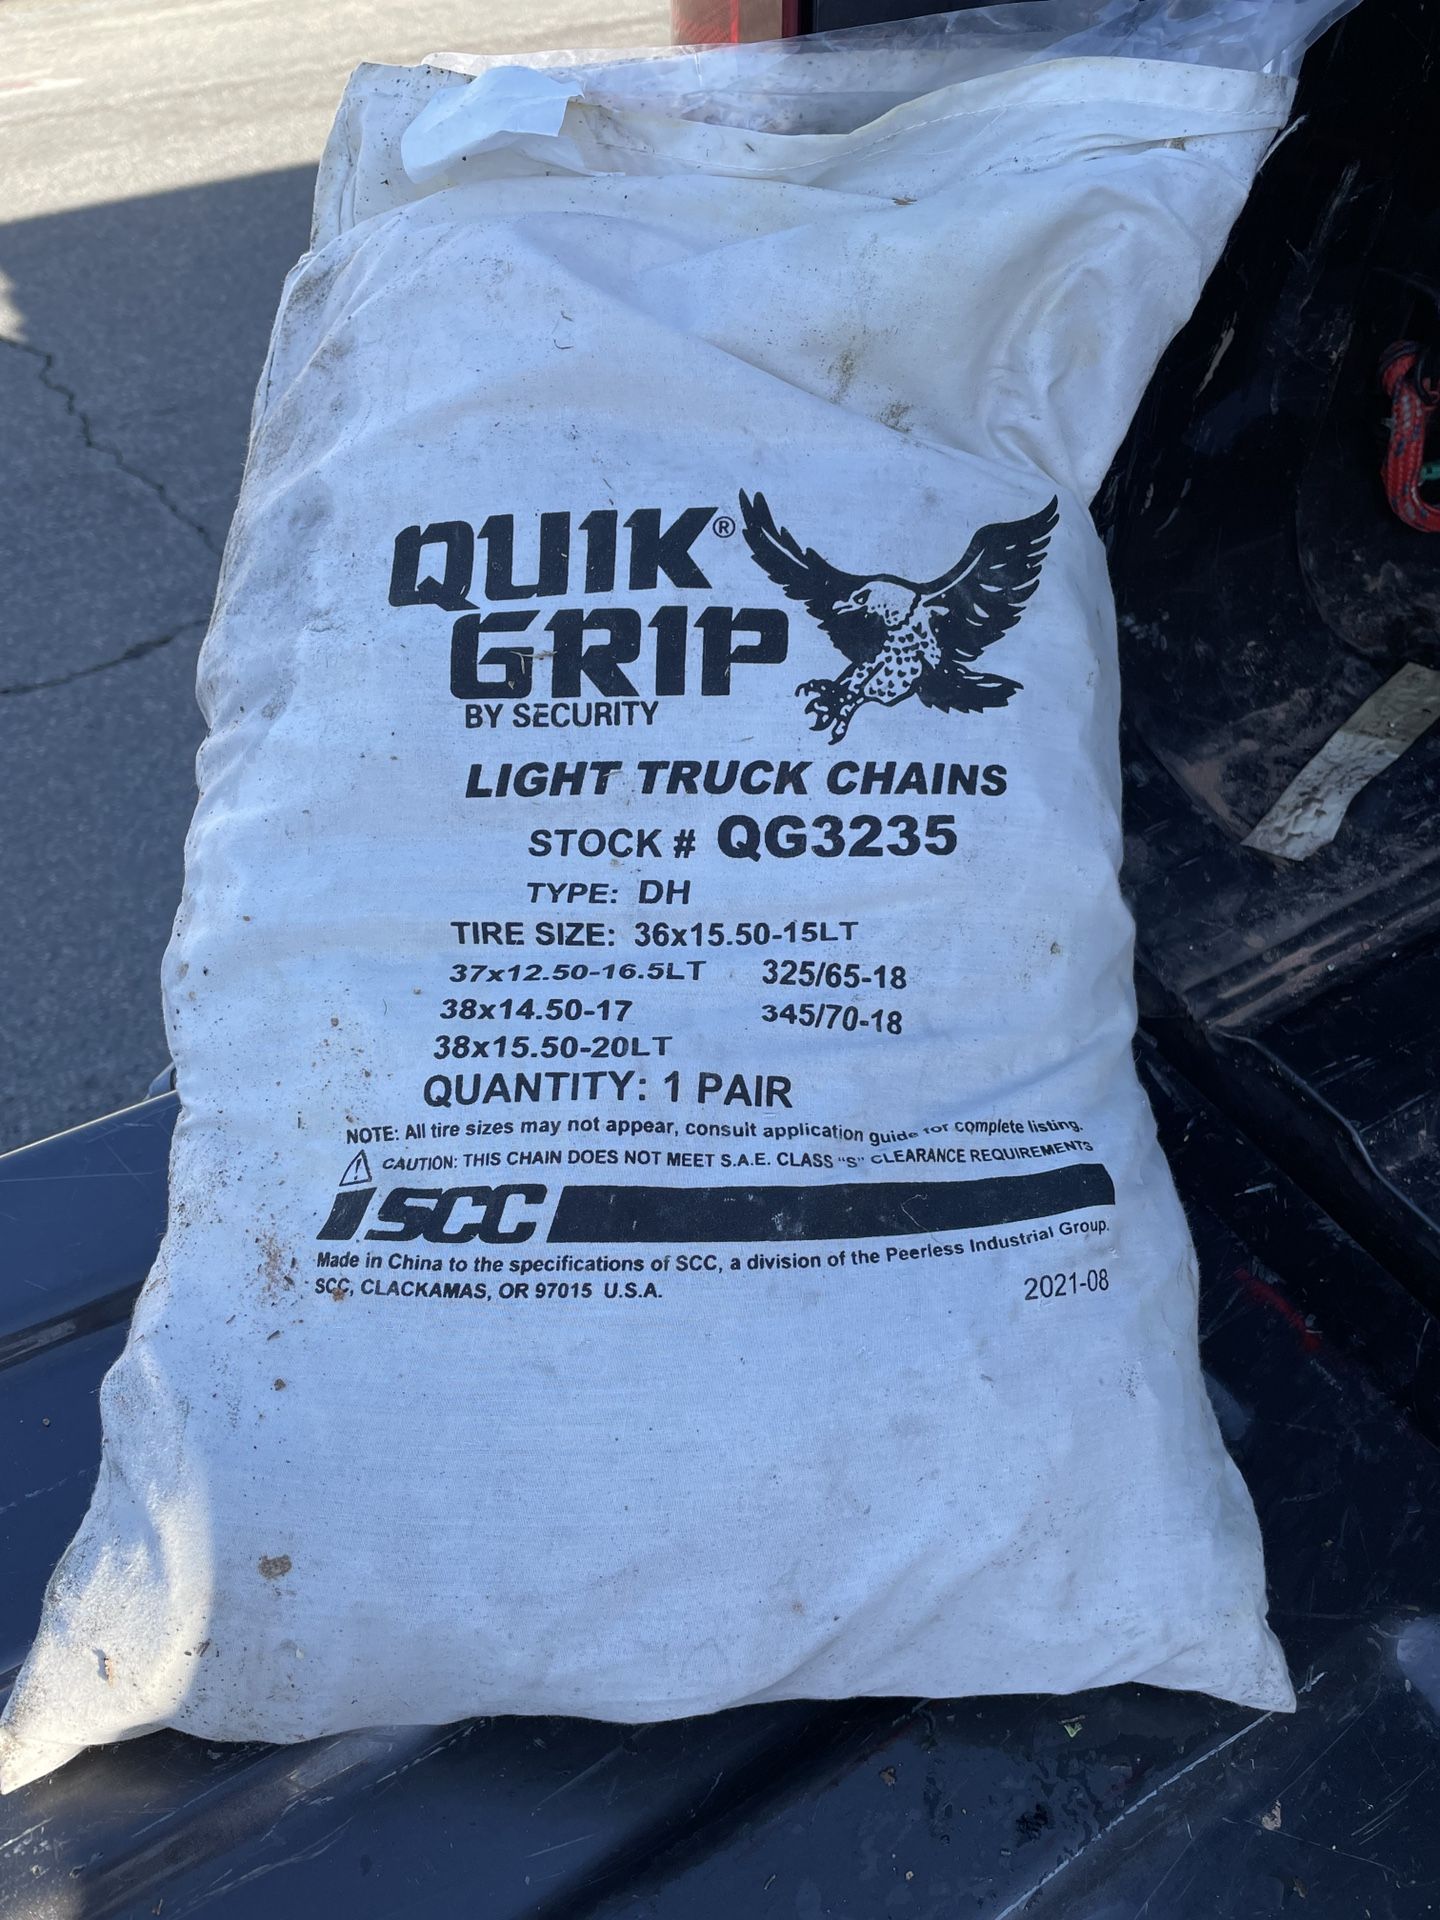 QUIK®
GRIP
BY SECURITY
LIGHT TRUCK CHAINS
STOCK # QG3235
TYPE: DH
TIRE SIZE: 36x15.50-15LT
37x12.50-16.5LT 325/65-18
38x14.50-17 345/70-18
38x15.50-20LT
QUANTITY: 1 PAIR
NOTE: All tire sizes may not appear, consult application guide for complete listing.
CAUTION: THIS CHAIN DOES NOT MEET S.A.E. CLASS "S" CLEARANCE REQUIREMENTS
SCC
Made in China to the specifications of SCC, a division of the Peerless Industrial Group.
SCC, CLACKAMAS, OR 97015 U.S.A.
2021-08